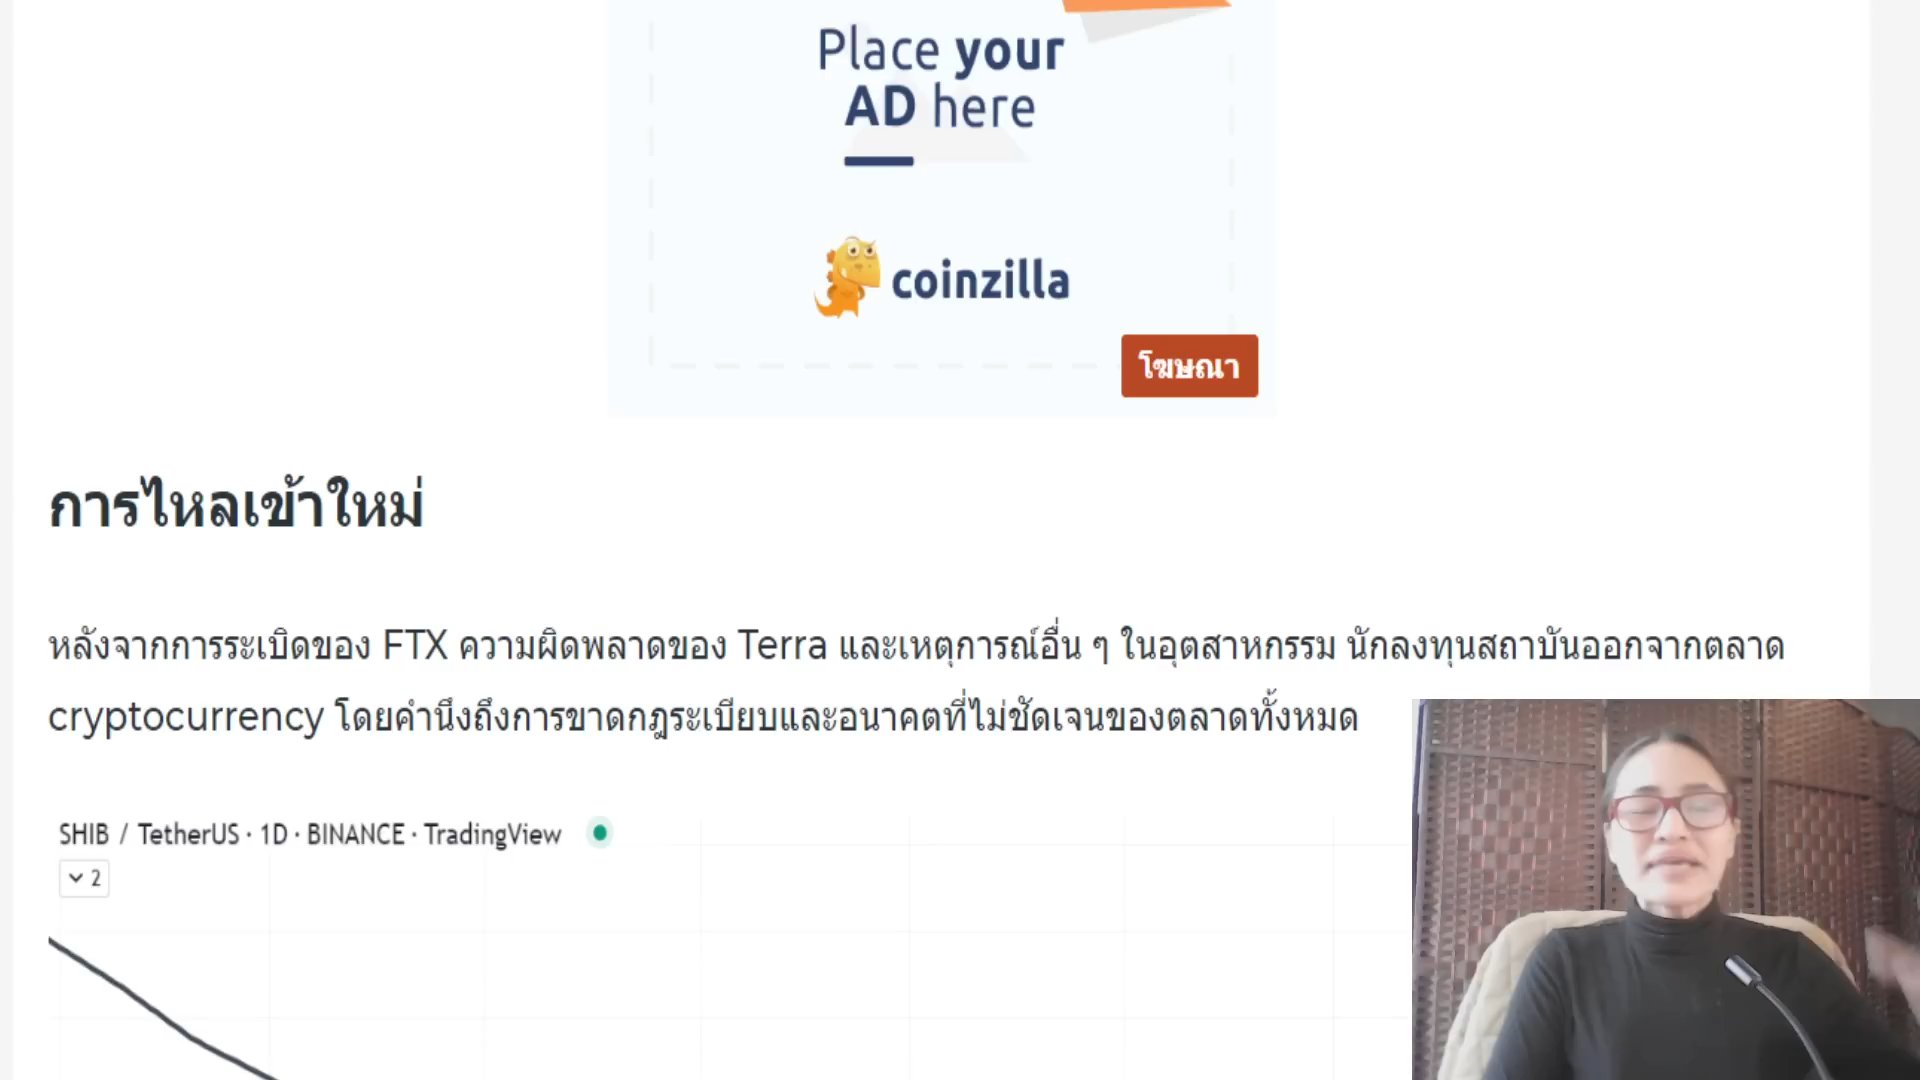 Place your
AD here
coinzilla
โฆษณา
การไหลเข้าใหม่
หลังจากการระเบิดของ FTX ความผิดพลาดของ Terra และเหตุการณ์อื่น ๆ ในอุตสาหกรรม นักลงทุนสถาบันออกจากตลาด
cryptocurrency โดยคำนึงถึงการขาดกฎระเบียบและอนาคตที่ไม่ชัดเจนของตลาดทั้งหมด
SHIB / TetherUS · 1D · BINANCE · TradingView
2